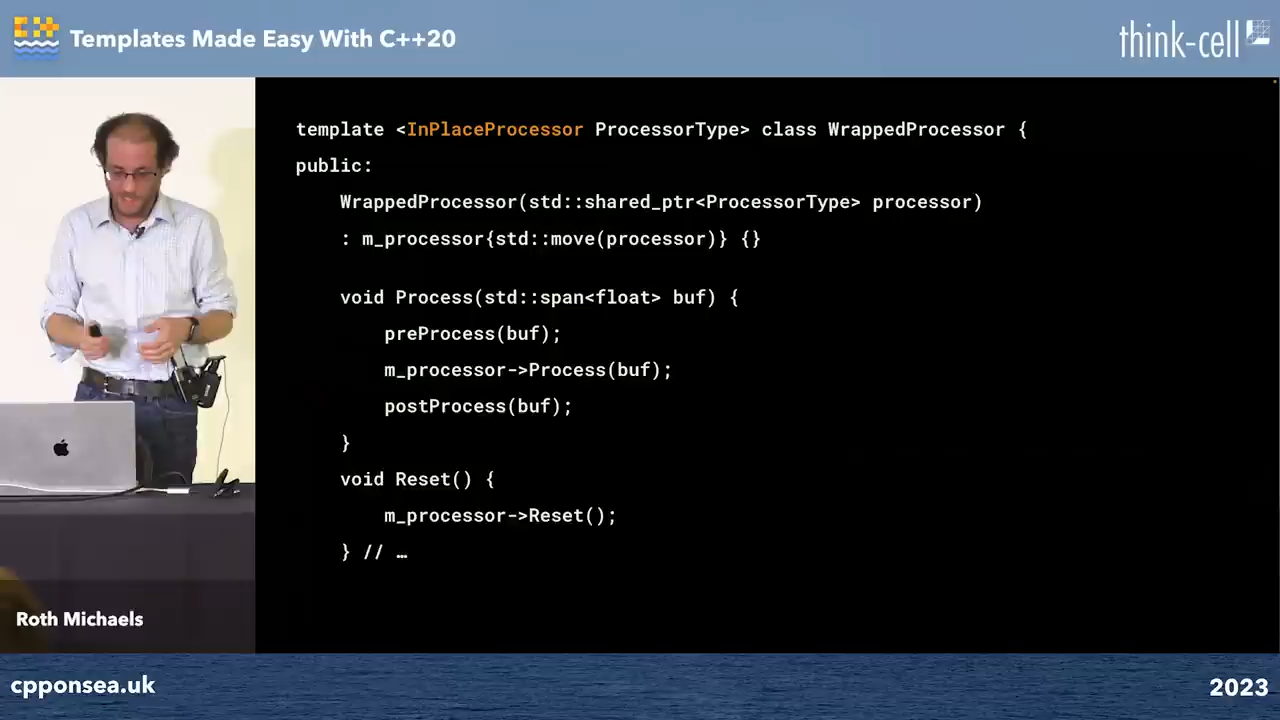 Templates Made Easy With C++20
think-cell
template <InPlaceProcessor ProcessorType> class WrappedProcessor {
public:
WrappedProcessor(std::shared_ptr<ProcessorType> processor)
: m_processor{std::move(processor)} {}
void Process(std::span<float> buf) {
preProcess(buf);
m_processor->Process(buf);
postProcess(buf);
}
void Reset() {
m_processor->Reset();
} // …
Roth Michaels
cpponsea.uk
2023